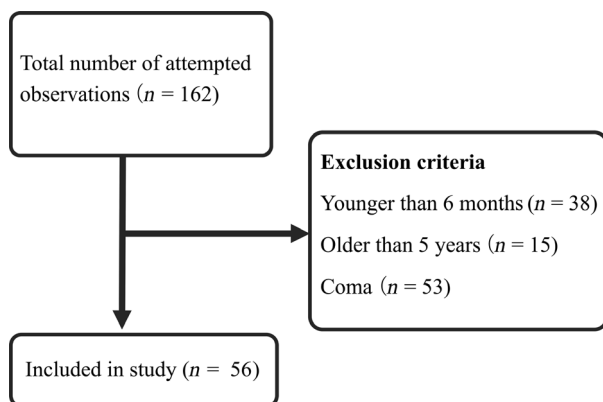 Total number of attempted
observations (n = 162)
Exclusion criteria
Younger than 6 months (n = 38)
Older than 5 years (n = 15)
Coma (n = 53)
Included in study (n = 56)